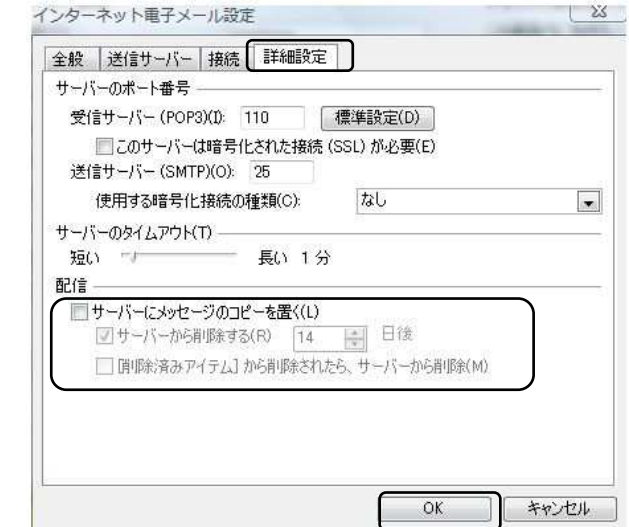 インターネット電子メール設定
全般 送信サーバー 接続 詳細設定
サーバーのポート番号
受信サーバー (POP3)(I): 110 標準設定(D)
このサーバーは暗号化された接続 (SSL) が必要(E)
送信サーバー (SMTP)(O): 25
使用する暗号化接続の種類(C): なし
サーバーのタイムアウト(T)
短い 長い 1 分
配信
サーバーにメッセージのコピーを置く(L)
サーバーから削除する(R) 14 日後
[削除済みアイテム] から削除されたら、サーバーから削除(M)
OK キャンセル